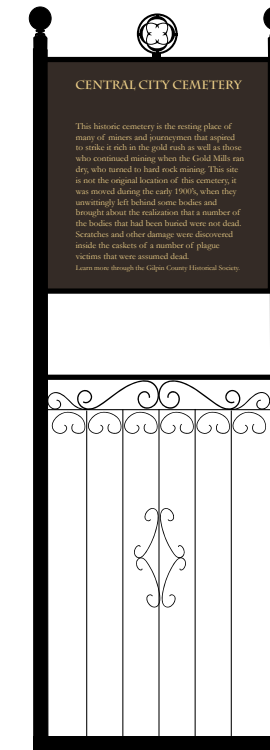 CENTRAL CITY CEMETERY
This historic cemetery is the resting place of
many of miners and journeymen that aspired
to strike it rich in the gold rush as well as those
who continued mining when the Gold Mills ran
dry, who turned to hard rock mining. This site
is not the original location of this cemetery, it
was moved during the early 1900's, when they
unwittingly left behind some bodies and
brought about the realization that a number of
the bodies that had been buried were not dead.
Scratches and other damage were discovered
inside the caskets of a number of plague
victims that were assumed dead.
Learn more through the Gilpin County Historical Society.